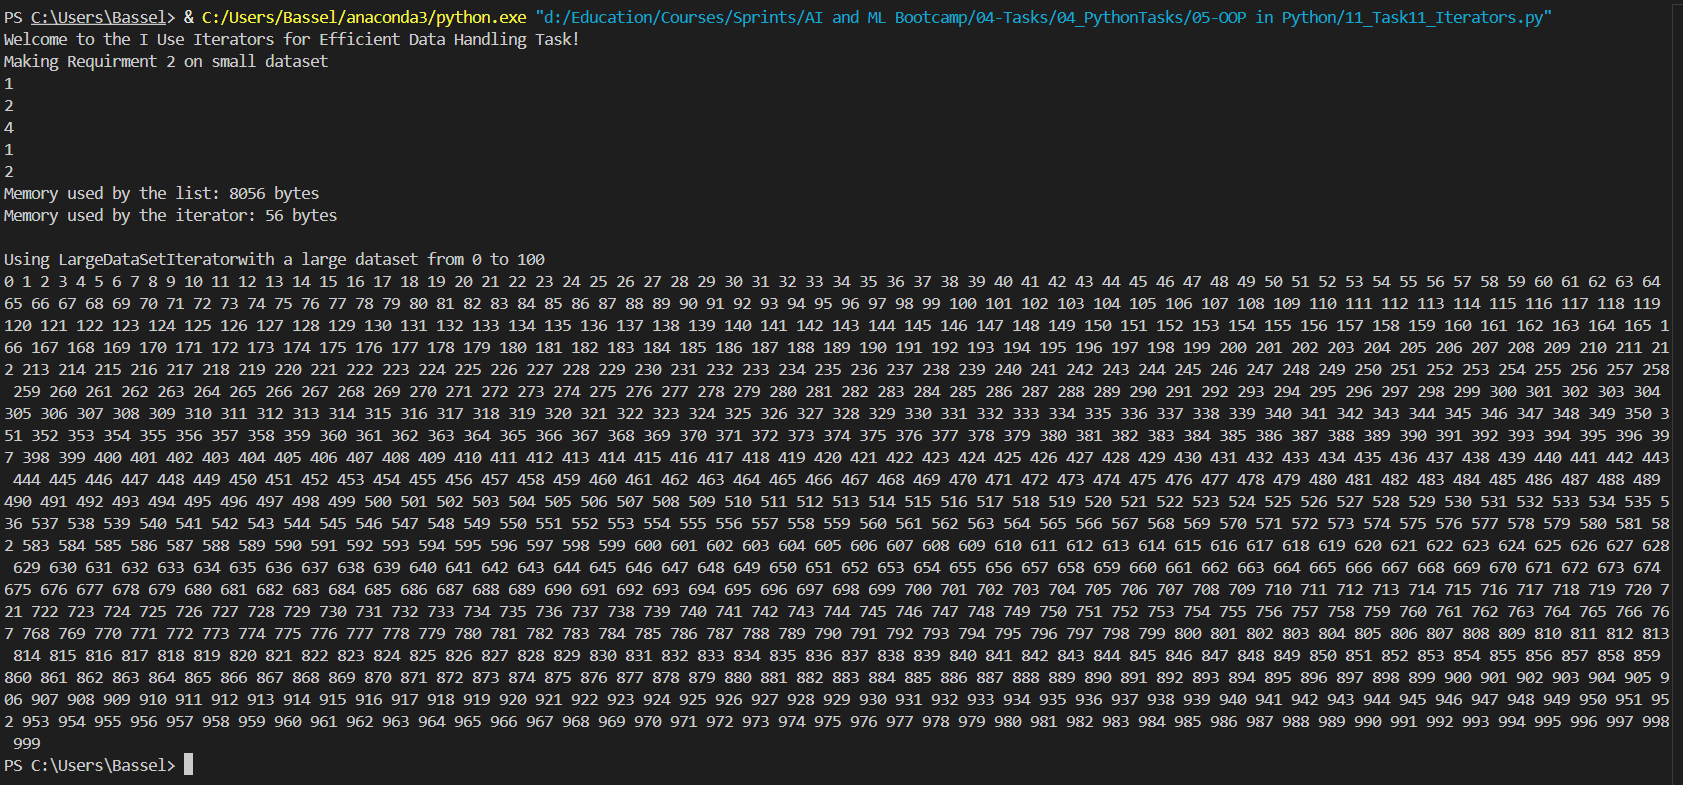 PS C:\Users\Bassel> & C:/Users/Bassel/anaconda3/python.exe "d:/Education/Courses/Sprints/AI and ML Bootcamp/04-Tasks/04_PythonTasks/05-OOP in Python/11_Task11_Iterators.py"
Welcome to the I Use Iterators for Efficient Data Handling Task!
Making Requirment 2 on small dataset
1
2
4
1
2
Memory used by the list: 8056 bytes
Memory used by the iterator: 56 bytes
Using LargeDataSetIteratorwith a large dataset from 0 to 100
0 1 2 3 4 5 6 7 8 9 10 11 12 13 14 15 16 17 18 19 20 21 22 23 24 25 26 27 28 29 30 31 32 33 34 35 36 37 38 39 40 41 42 43 44 45 46 47 48 49 50 51 52 53 54 55 56 57 58 59 60 61 62 63 64
65 66 67 68 69 70 71 72 73 74 75 76 77 78 79 80 81 82 83 84 85 86 87 88 89 90 91 92 93 94 95 96 97 98 99 100 101 102 103 104 105 106 107 108 109 110 111 112 113 114 115 116 117 118 119
120 121 122 123 124 125 126 127 128 129 130 131 132 133 134 135 136 137 138 139 140 141 142 143 144 145 146 147 148 149 150 151 152 153 154 155 156 157 158 159 160 161 162 163 164 165 1
66 167 168 169 170 171 172 173 174 175 176 177 178 179 180 181 182 183 184 185 186 187 188 189 190 191 192 193 194 195 196 197 198 199 200 201 202 203 204 205 206 207 208 209 210 211 21
2 213 214 215 216 217 218 219 220 221 222 223 224 225 226 227 228 229 230 231 232 233 234 235 236 237 238 239 240 241 242 243 244 245 246 247 248 249 250 251 252 253 254 255 256 257 258
259 260 261 262 263 264 265 266 267 268 269 270 271 272 273 274 275 276 277 278 279 280 281 282 283 284 285 286 287 288 289 290 291 292 293 294 295 296 297 298 299 300 301 302 303 304
305 306 307 308 309 310 311 312 313 314 315 316 317 318 319 320 321 322 323 324 325 326 327 328 329 330 331 332 333 334 335 336 337 338 339 340 341 342 343 344 345 346 347 348 349 350 3
51 352 353 354 355 356 357 358 359 360 361 362 363 364 365 366 367 368 369 370 371 372 373 374 375 376 377 378 379 380 381 382 383 384 385 386 387 388 389 390 391 392 393 394 395 396 39
7 398 399 400 401 402 403 404 405 406 407 408 409 410 411 412 413 414 415 416 417 418 419 420 421 422 423 424 425 426 427 428 429 430 431 432 433 434 435 436 437 438 439 440 441 442 443
444 445 446 447 448 449 450 451 452 453 454 455 456 457 458 459 460 461 462 463 464 465 466 467 468 469 470 471 472 473 474 475 476 477 478 479 480 481 482 483 484 485 486 487 488 489
490 491 492 493 494 495 496 497 498 499 500 501 502 503 504 505 506 507 508 509 510 511 512 513 514 515 516 517 518 519 520 521 522 523 524 525 526 527 528 529 530 531 532 533 534 535 5
36 537 538 539 540 541 542 543 544 545 546 547 548 549 550 551 552 553 554 555 556 557 558 559 560 561 562 563 564 565 566 567 568 569 570 571 572 573 574 575 576 577 578 579 580 581 58
2 583 584 585 586 587 588 589 590 591 592 593 594 595 596 597 598 599 600 601 602 603 604 605 606 607 608 609 610 611 612 613 614 615 616 617 618 619 620 621 622 623 624 625 626 627 628
629 630 631 632 633 634 635 636 637 638 639 640 641 642 643 644 645 646 647 648 649 650 651 652 653 654 655 656 657 658 659 660 661 662 663 664 665 666 667 668 669 670 671 672 673 674
675 676 677 678 679 680 681 682 683 684 685 686 687 688 689 690 691 692 693 694 695 696 697 698 699 700 701 702 703 704 705 706 707 708 709 710 711 712 713 714 715 716 717 718 719 720 7
21 722 723 724 725 726 727 728 729 730 731 732 733 734 735 736 737 738 739 740 741 742 743 744 745 746 747 748 749 750 751 752 753 754 755 756 757 758 759 760 761 762 763 764 765 766 76
7 768 769 770 771 772 773 774 775 776 777 778 779 780 781 782 783 784 785 786 787 788 789 790 791 792 793 794 795 796 797 798 799 800 801 802 803 804 805 806 807 808 809 810 811 812 813
814 815 816 817 818 819 820 821 822 823 824 825 826 827 828 829 830 831 832 833 834 835 836 837 838 839 840 841 842 843 844 845 846 847 848 849 850 851 852 853 854 855 856 857 858 859
860 861 862 863 864 865 866 867 868 869 870 871 872 873 874 875 876 877 878 879 880 881 882 883 884 885 886 887 888 889 890 891 892 893 894 895 896 897 898 899 900 901 902 903 904 905 9
06 907 908 909 910 911 912 913 914 915 916 917 918 919 920 921 922 923 924 925 926 927 928 929 930 931 932 933 934 935 936 937 938 939 940 941 942 943 944 945 946 947 948 949 950 951 95
2 953 954 955 956 957 958 959 960 961 962 963 964 965 966 967 968 969 970 971 972 973 974 975 976 977 978 979 980 981 982 983 984 985 986 987 988 989 990 991 992 993 994 995 996 997 998
999
PS C:\Users\Bassel>